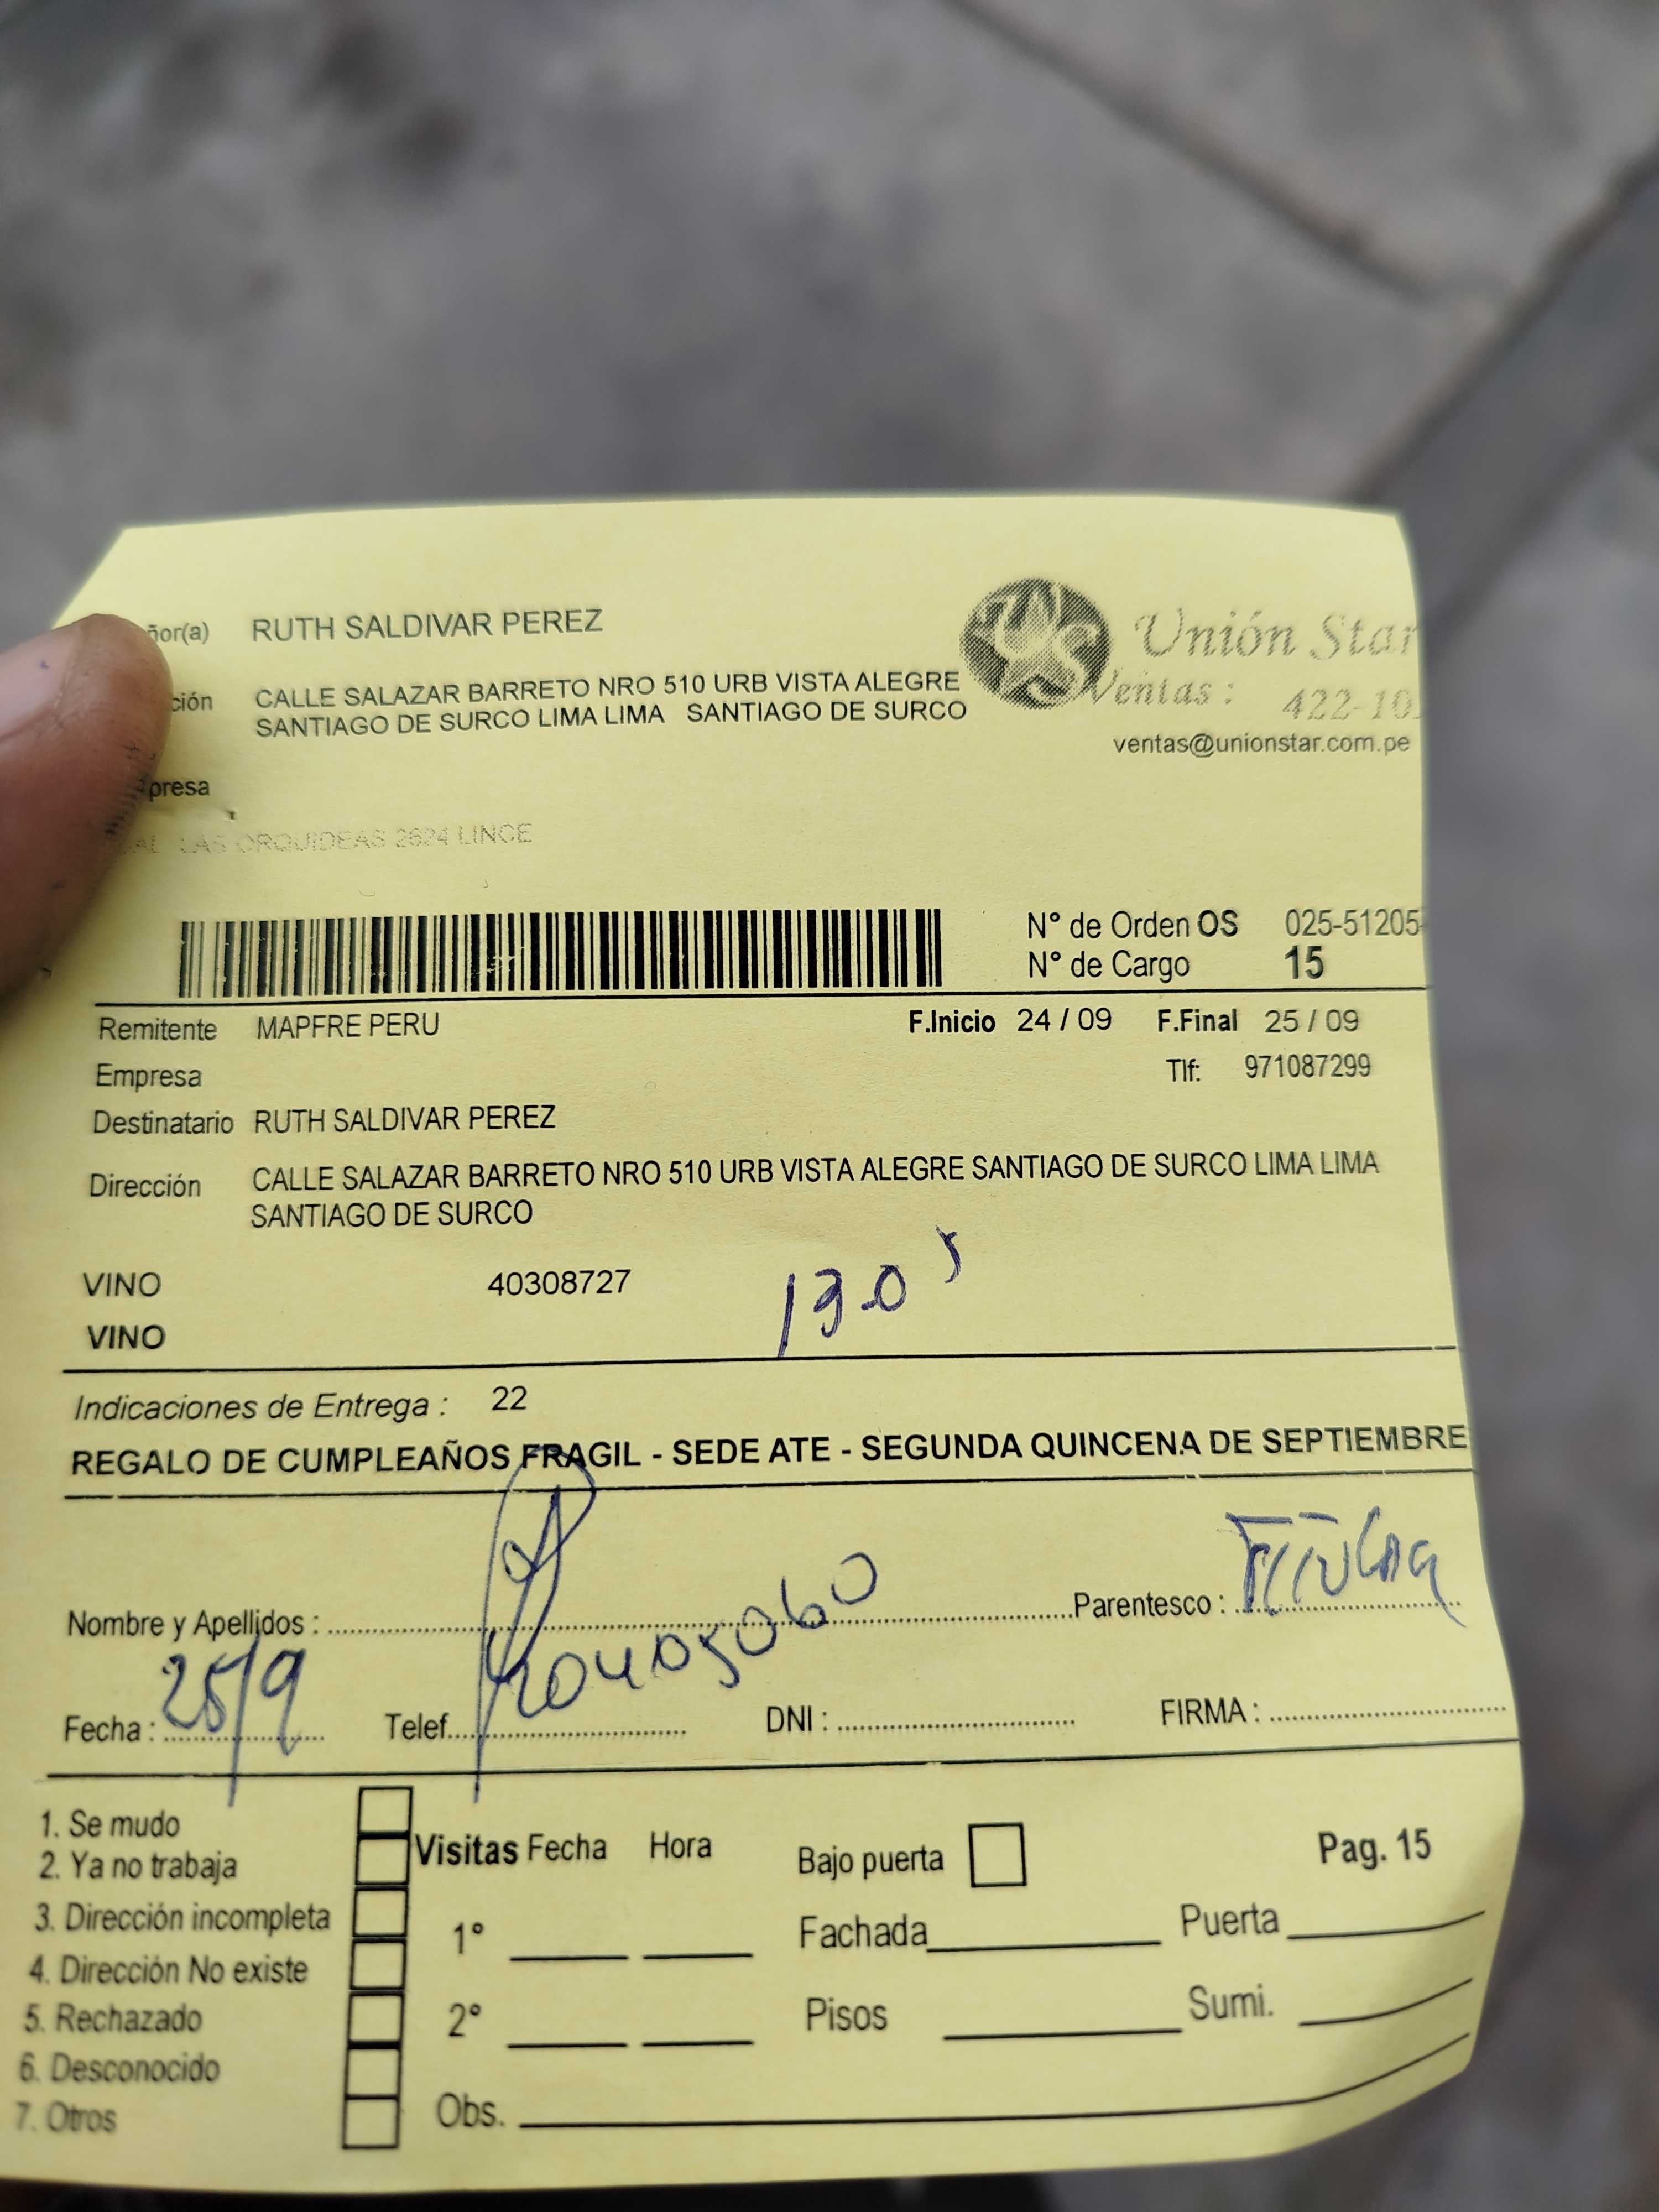 ñor(a) RUTH SALDIVAR PEREZ
Unión Star
ción CALLE SALAZAR BARRETO NRO 510 URB VISTA ALEGRE
SANTIAGO DE SURCO LIMA LIMA SANTIAGO DE SURCO
Ventas : 422-10
ventas@unionstar.com.pe
presa
CAL LAS ORQUIDEAS 2624 LINCE
N° de Orden OS 025-51205-
N° de Cargo 15
Remitente MAPFRE PERU F.Inicio 24 / 09 F.Final 25 / 09
Empresa Tlf: 971087299
Destinatario RUTH SALDIVAR PEREZ
Dirección CALLE SALAZAR BARRETO NRO 510 URB VISTA ALEGRE SANTIAGO DE SURCO LIMA LIMA
SANTIAGO DE SURCO
VINO 40308727
VINO
Indicaciones de Entrega : 22
REGALO DE CUMPLEAÑOS FRAGIL - SEDE ATE - SEGUNDA QUINCENA DE SEPTIEMBRE
Nombre y Apellidos : Parentesco : Titular
Fecha : 25/9 Telef. DNI : FIRMA :
1. Se mudo
2. Ya no trabaja
3. Dirección incompleta
4. Dirección No existe
5. Rechazado
6. Desconocido
7. Otros
Visitas Fecha Hora
1°
2°
Obs.
Bajo puerta
Pag. 15
Fachada Puerta
Pisos Sumi.